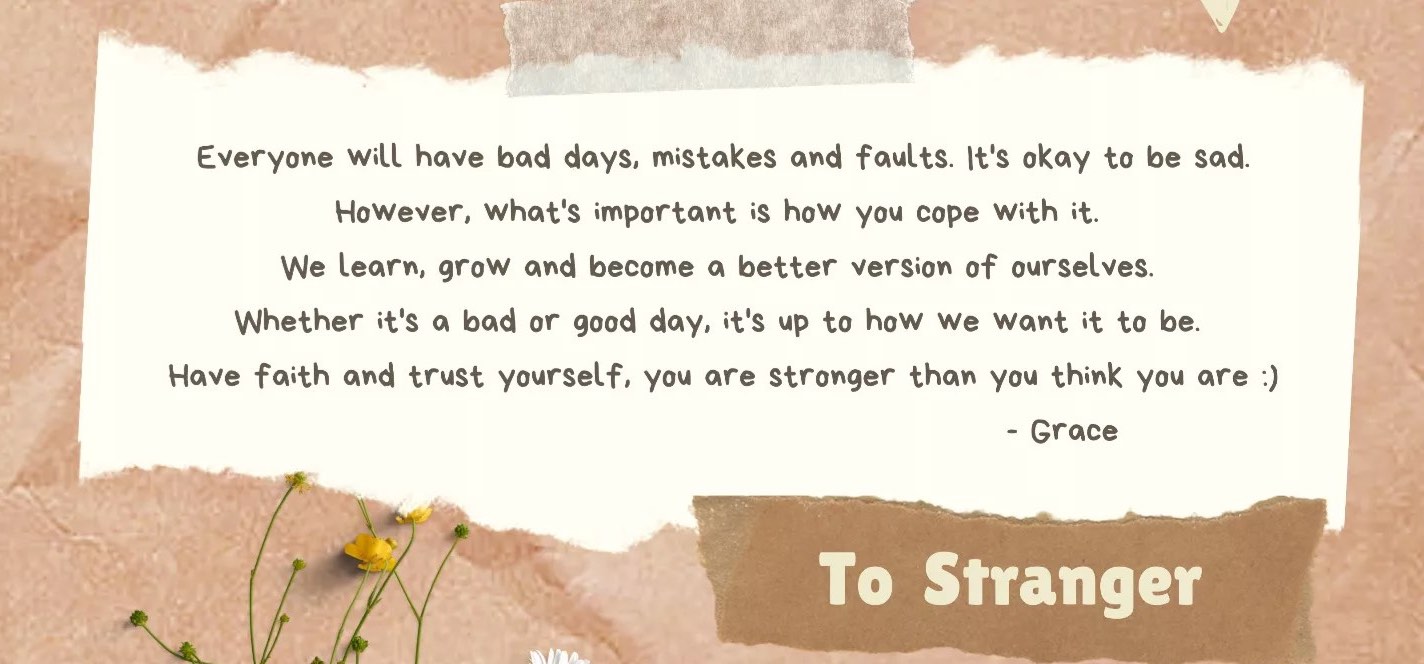 Everyone will have bad days, mistakes and faults. It's okay to be sad.
However, what's important is how you cope with it.
We learn, grow and become a better version of ourselves.
Whether it's a bad or good day, it's up to how we want it to be.
Have faith and trust yourself, you are stronger than you think you are :)
- Grace
To Stranger